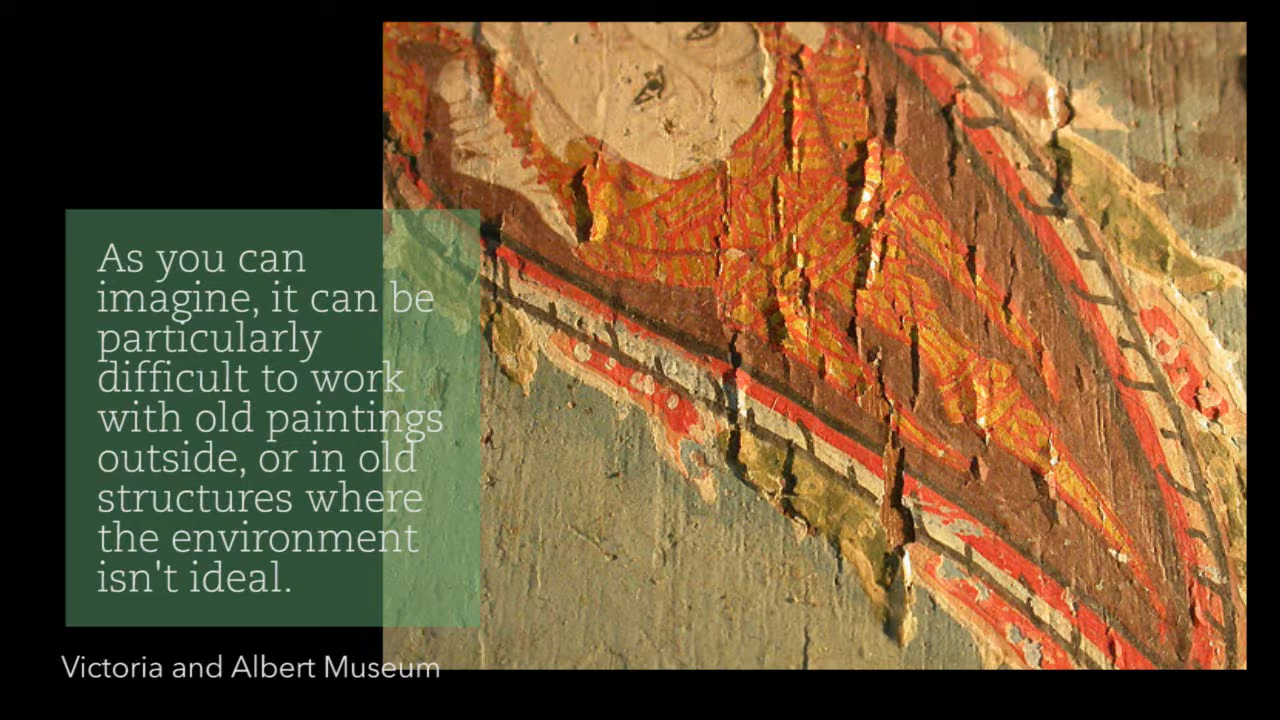 As you can
imagine, it can be
particularly
difficult to work
with old paintings
outside, or in old
structures where
the environment
isn't ideal.
Victoria and Albert Museum